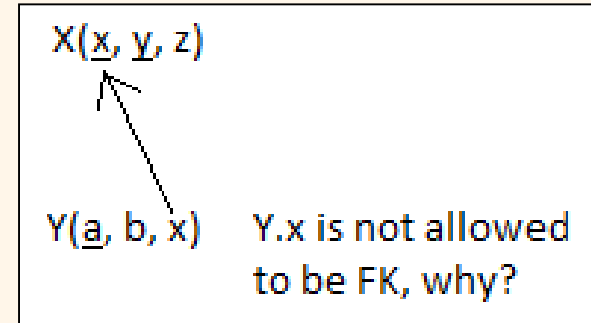 X(x, y, z)
Y(a, b, x) Y.x is not allowed
to be FK, why?